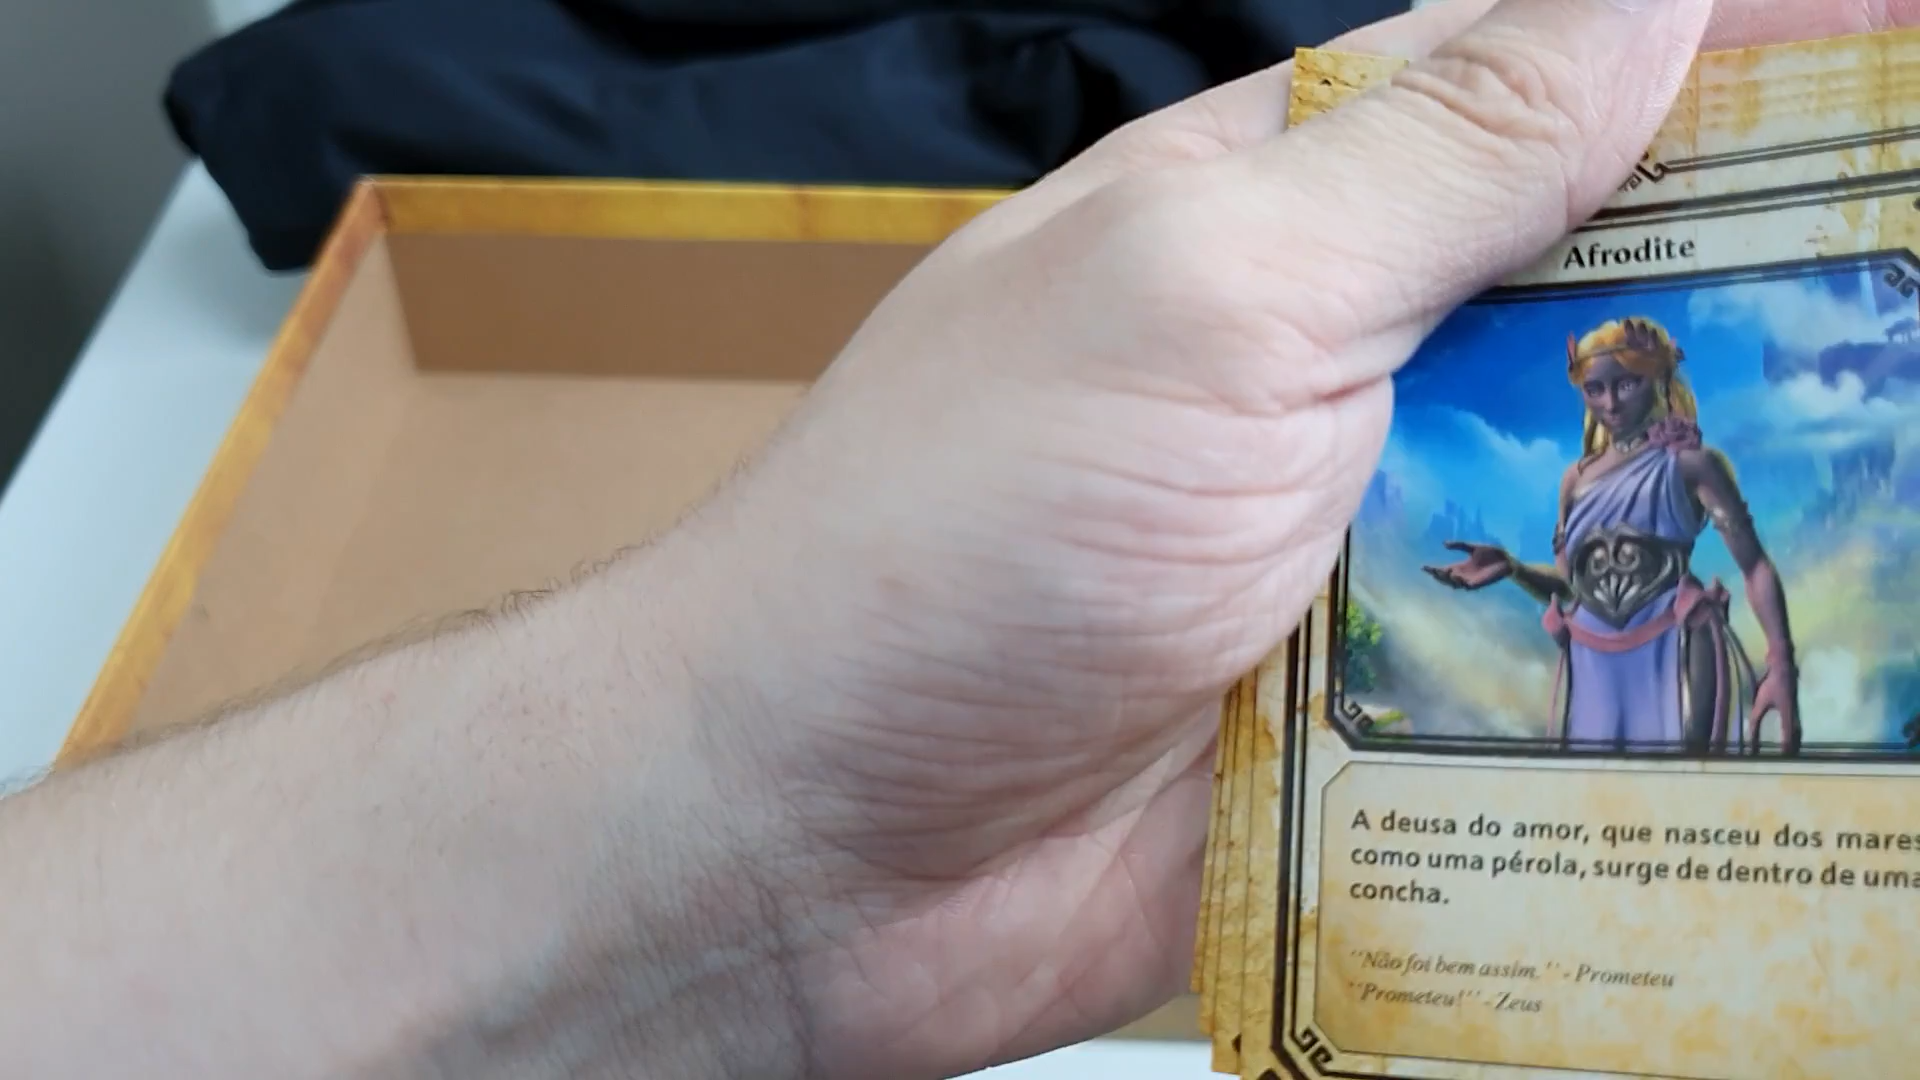 Afrodite
A deusa do amor, que nasceu dos mares
como uma pérola, surge de dentro de uma
concha.
"Não foi bem assim." - Prometeu
"Prometeu!" - Zeus